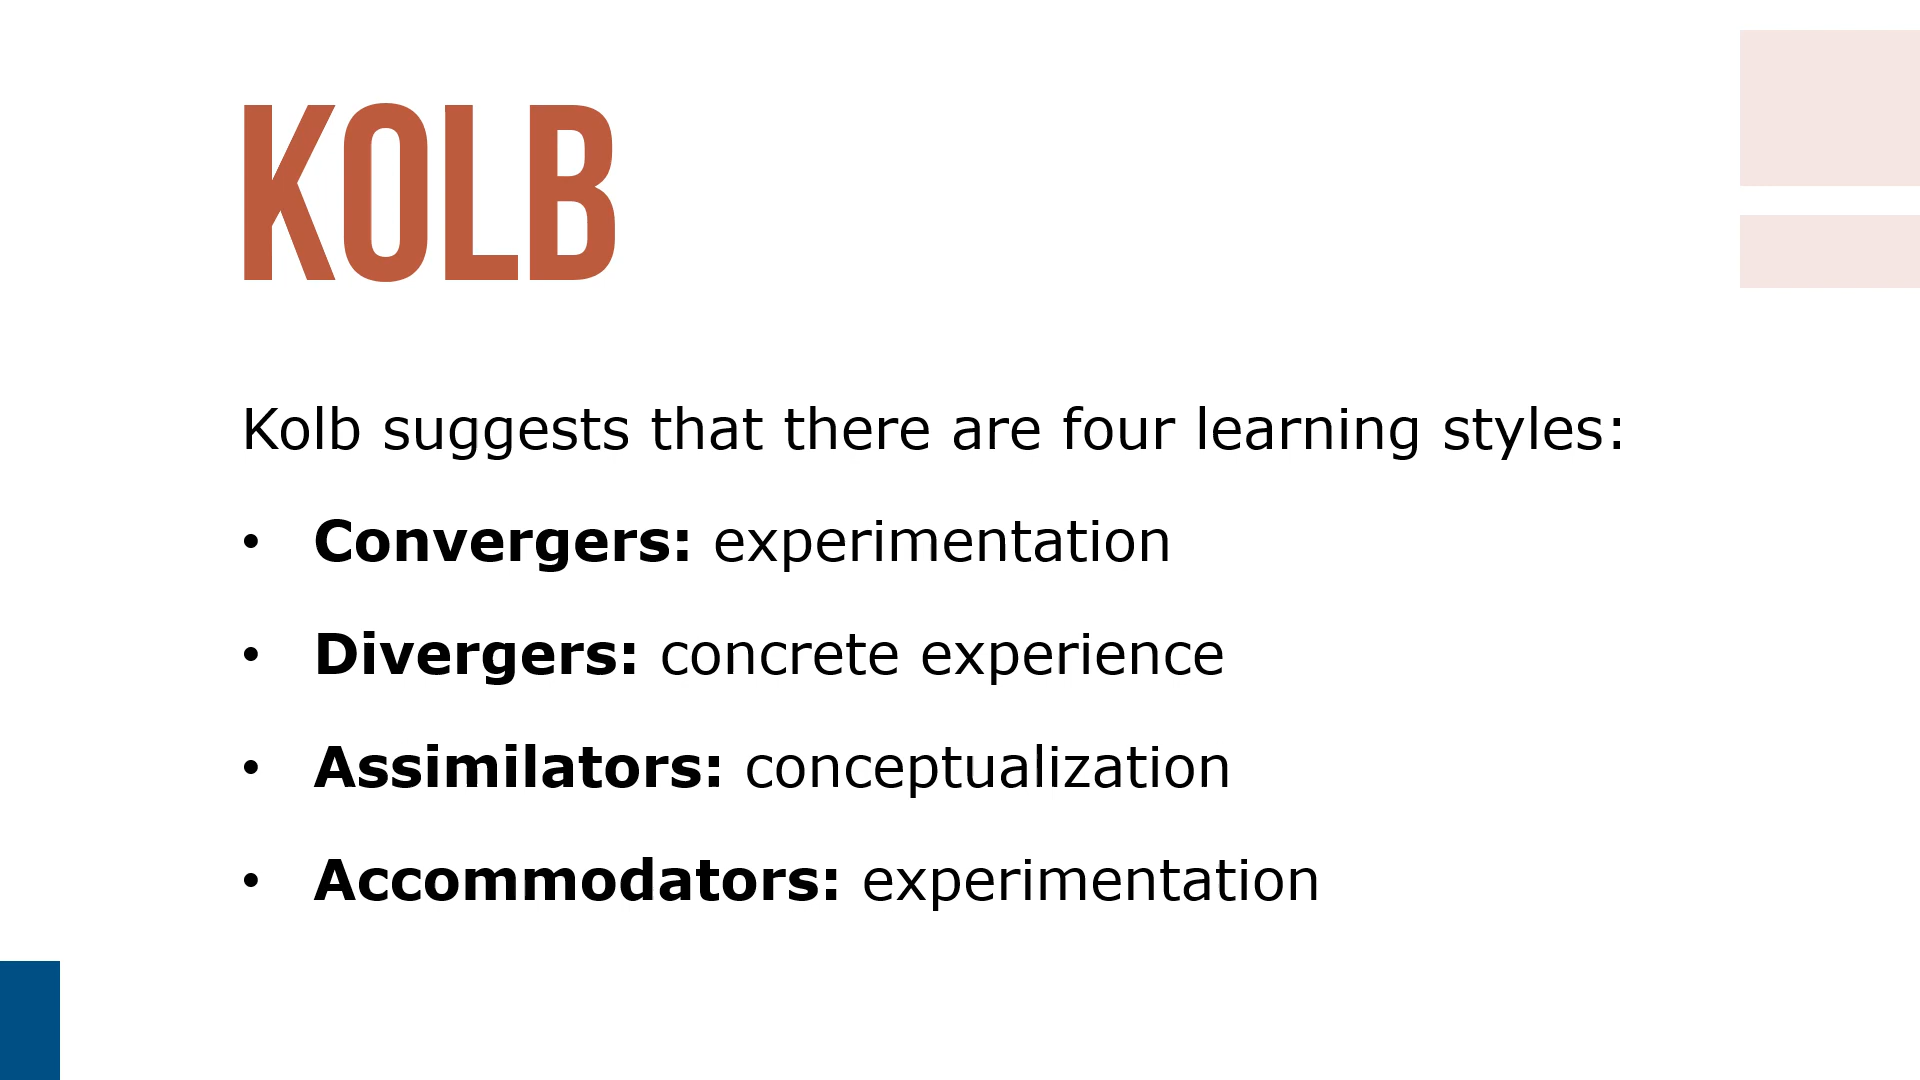 KOLB
Kolb suggests that there are four learning styles:
• Convergers: experimentation
• Divergers: concrete experience
• Assimilators: conceptualization
• Accommodators: experimentation